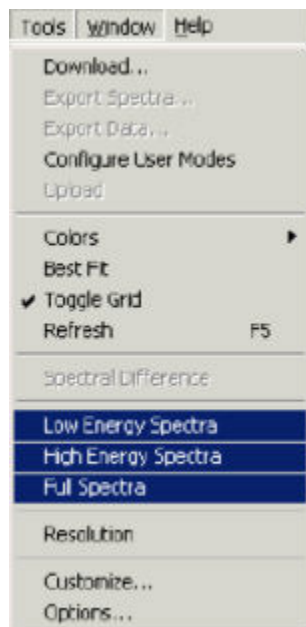 Tools Window Help
Download...
Export Spectra...
Export Data...
Configure User Modes
Upload
Colors
Best Fit
Toggle Grid
Refresh F5
Spectral Difference
Low Energy Spectra
High Energy Spectra
Full Spectra
Resolution
Customize...
Options...